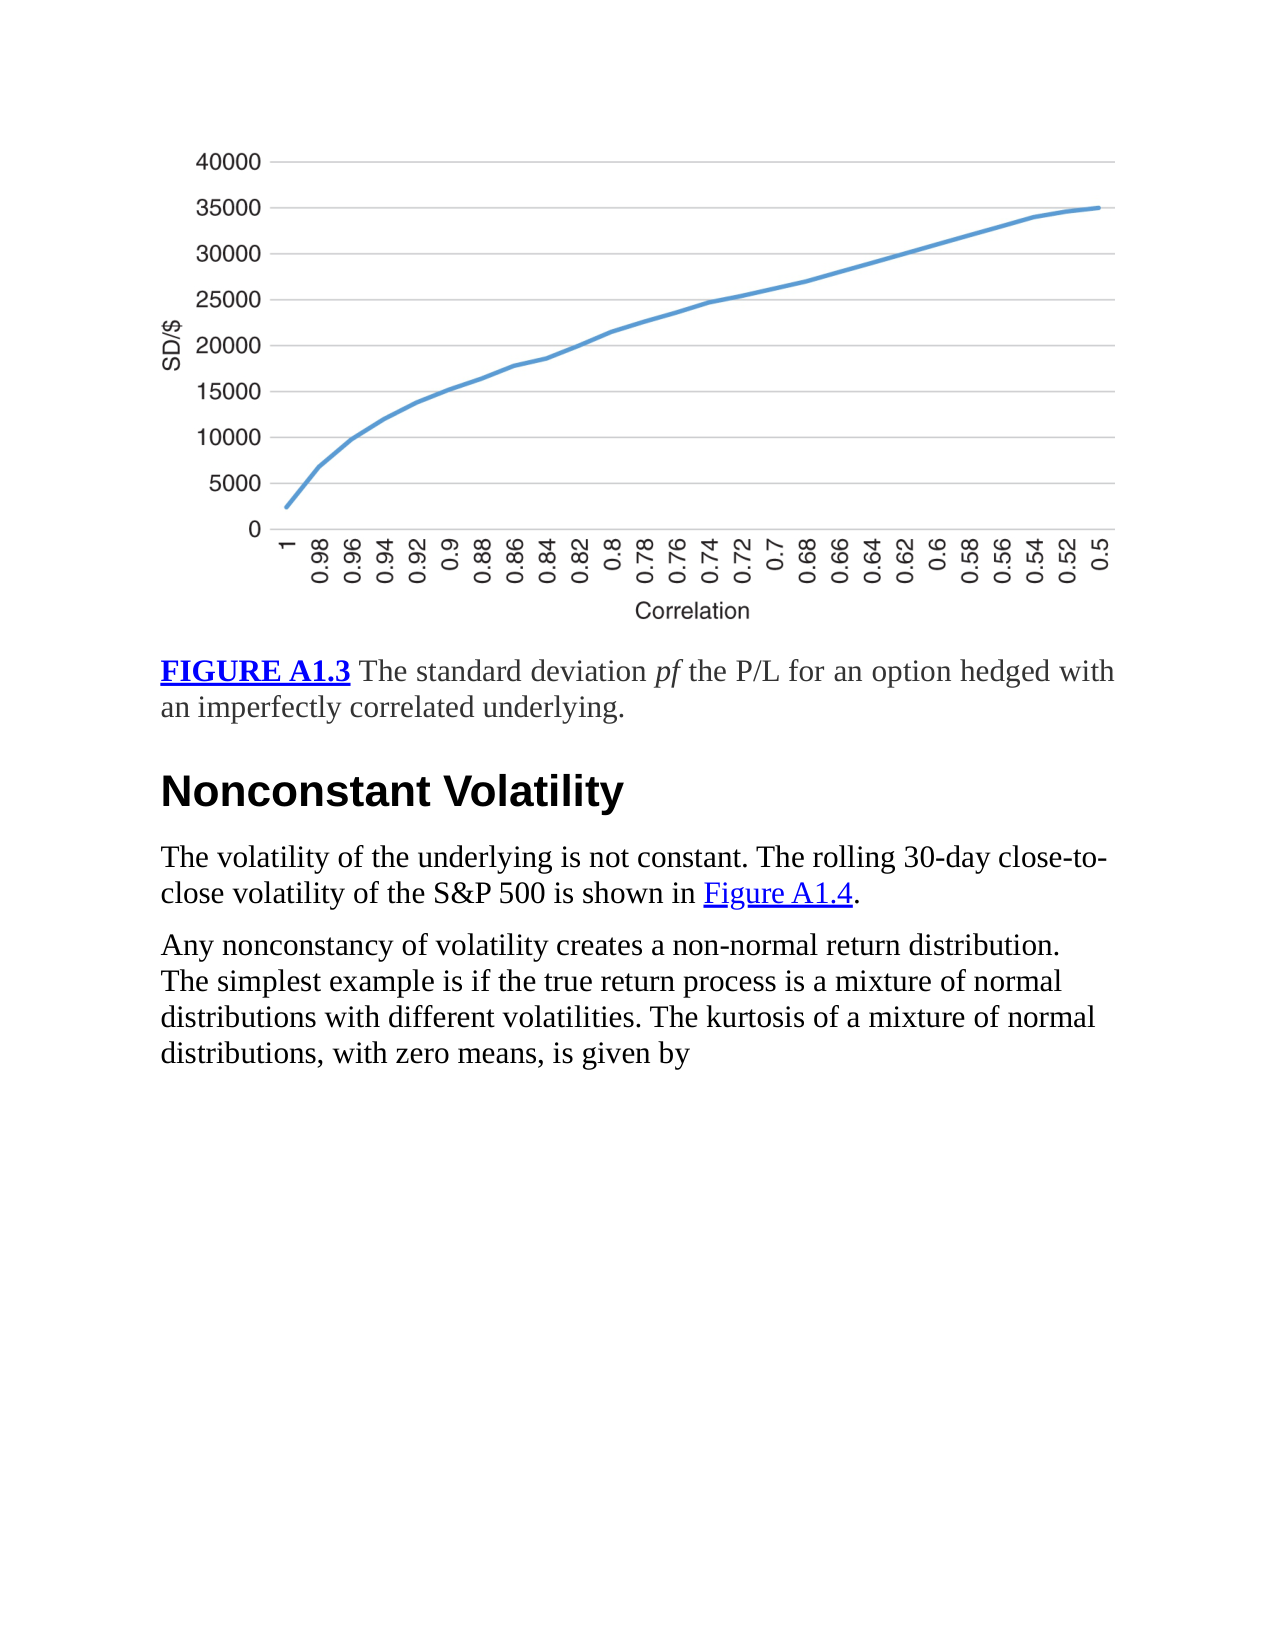 40000
35000
30000
25000
20000
15000
10000
5000
0
SD/$
1 0.98 0.96 0.94 0.92 0.9 0.88 0.86 0.84 0.82 0.8 0.78 0.76 0.74 0.72 0.7 0.68 0.66 0.64 0.62 0.6 0.58 0.56 0.54 0.52 0.5
Correlation
FIGURE A1.3 The standard deviation pf the P/L for an option hedged with
an imperfectly correlated underlying.
Nonconstant Volatility
The volatility of the underlying is not constant. The rolling 30-day close-to-
close volatility of the S&P 500 is shown in Figure A1.4.
Any nonconstancy of volatility creates a non-normal return distribution.
The simplest example is if the true return process is a mixture of normal
distributions with different volatilities. The kurtosis of a mixture of normal
distributions, with zero means, is given by